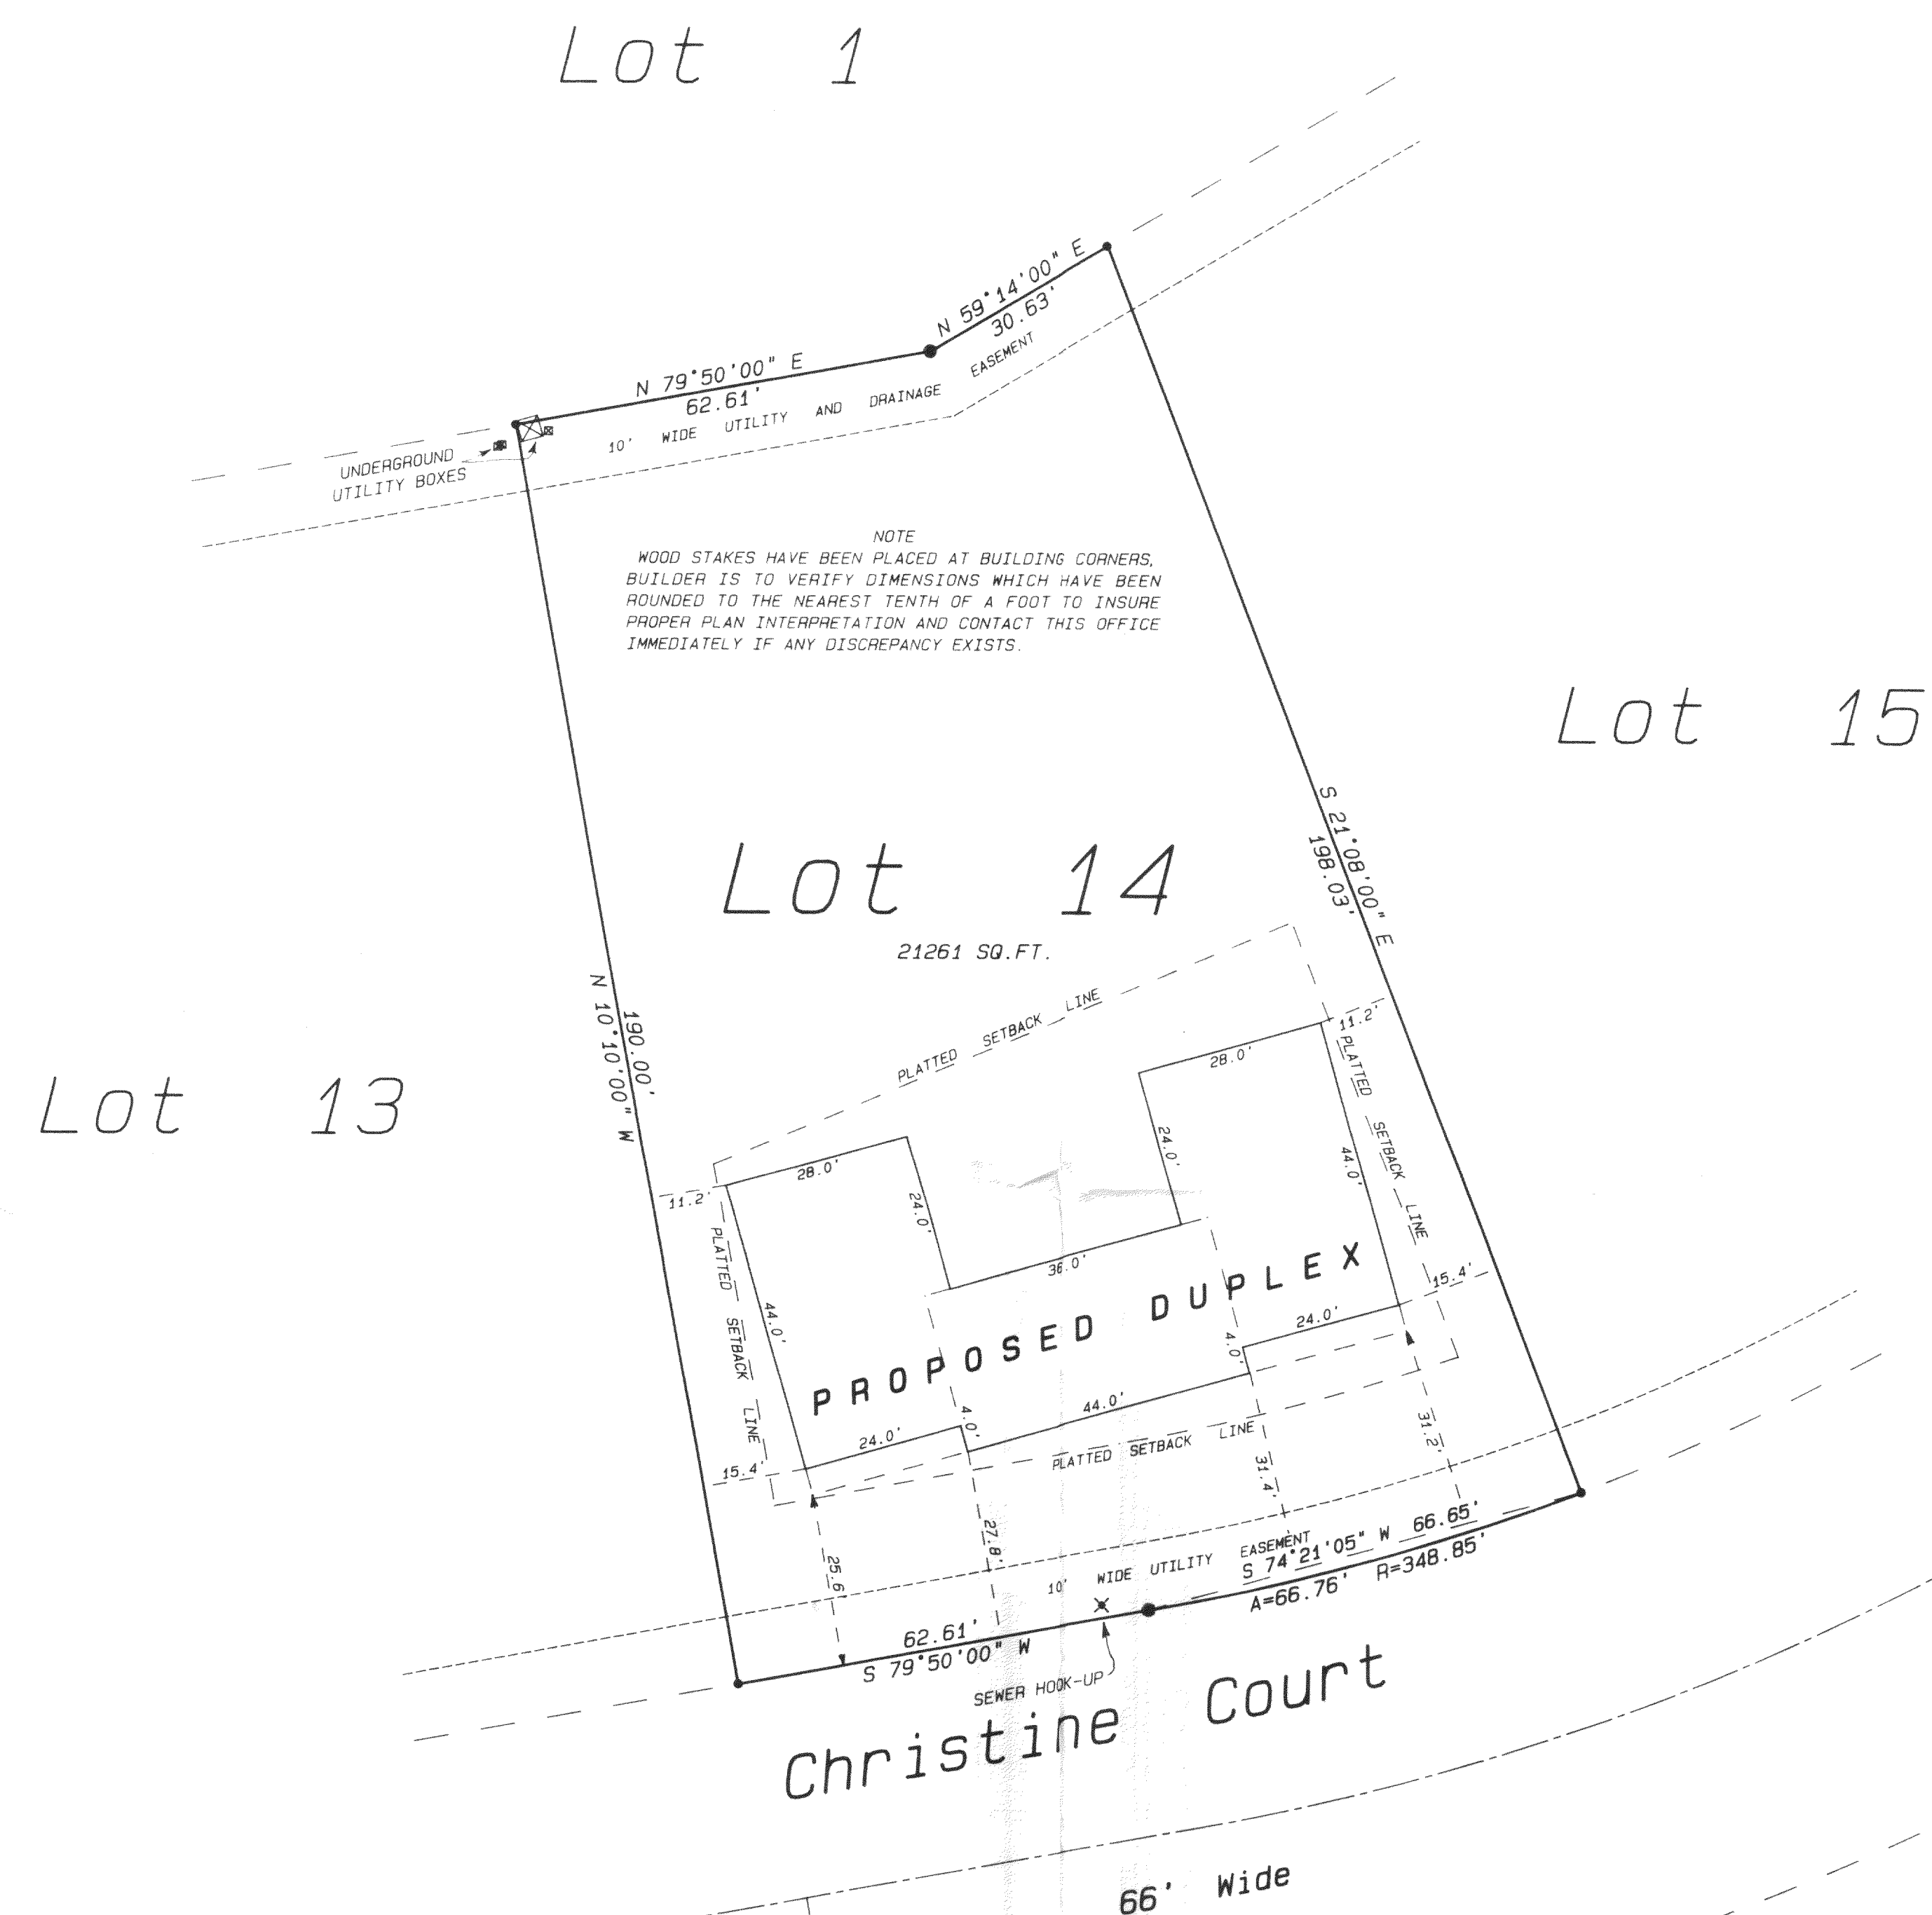 Lot 1
N 59°14'00" E
30.63'
N 79°50'00" E
62.61'
10' WIDE UTILITY AND DRAINAGE EASEMENT
UNDERGROUND
UTILITY BOXES
NOTE
WOOD STAKES HAVE BEEN PLACED AT BUILDING CORNERS,
BUILDER IS TO VERIFY DIMENSIONS WHICH HAVE BEEN
ROUNDED TO THE NEAREST TENTH OF A FOOT TO INSURE
PROPER PLAN INTERPRETATION AND CONTACT THIS OFFICE
IMMEDIATELY IF ANY DISCREPANCY EXISTS.
Lot 15
S 21°08'00" E
198.03'
Lot 14
21261 SQ.FT.
190.00'
N 10°10'00" W
Lot 13
PLATTED SETBACK LINE
11.2'
28.0'
PLATTED SETBACK LINE
24.0'
44.0'
28.0'
11.2'
24.0'
36.0'
PLATTED SETBACK LINE
44.0'
PROPOSED DUPLEX
15.4'
24.0'
4.0'
44.0'
4.0'
24.0'
15.4'
PLATTED SETBACK LINE
31.2'
31.4'
27.8'
25.6'
10' WIDE UTILITY EASEMENT
S 74°21'05" W 66.65'
A=66.76' R=348.85'
62.61'
S 79°50'00" W
SEWER HOOK-UP
Christine Court
66' Wide